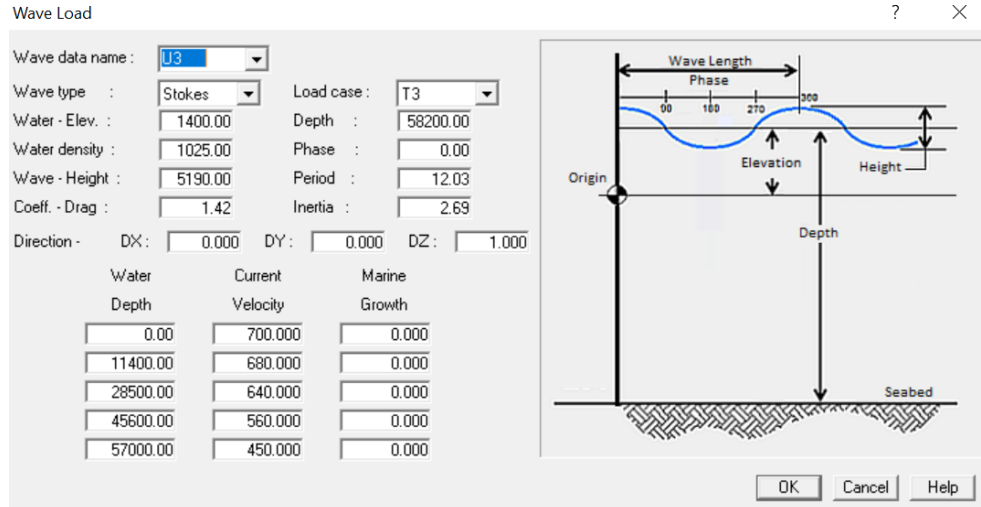 Wave Load ?
Wave data name : U3
Wave type : Stokes Load case : T3
Water - Elev. : 1400.00 Depth : 58200.00
Water density : 1025.00 Phase : 0.00
Wave - Height : 5190.00 Period : 12.03
Coeff. - Drag : 1.42 Inertia : 2.69
Direction - DX : 0.000 DY : 0.000 DZ : 1.000
Water Current Marine
Depth Velocity Growth
0.00 700.000 0.000
11400.00 680.000 0.000
28500.00 640.000 0.000
45600.00 560.000 0.000
57000.00 450.000 0.000
Wave Length
Phase
90 180 270 360
Elevation
Height
Origin
Depth
Seabed
OK Cancel Help